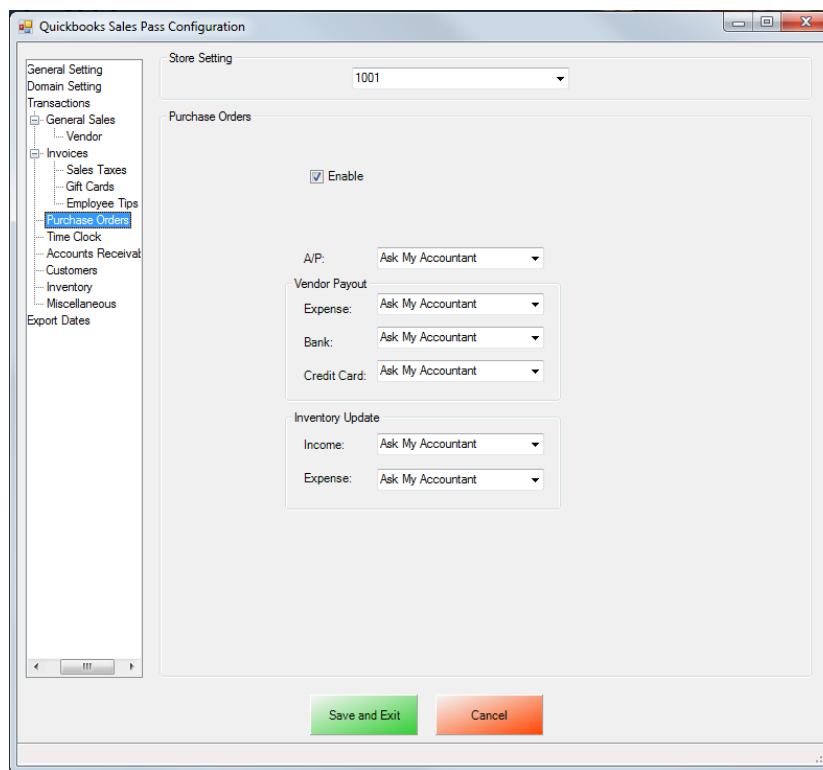 Quickbooks Sales Pass Configuration
General Setting
Domain Setting
Transactions
General Sales
Vendor
Invoices
Sales Taxes
Gift Cards
Employee Tips
Purchase Orders
Time Clock
Accounts Receivat
Customers
Inventory
Miscellaneous
Export Dates
Store Setting
1001
Purchase Orders
Enable
A/P: Ask My Accountant
Vendor Payout
Expense: Ask My Accountant
Bank: Ask My Accountant
Credit Card: Ask My Accountant
Inventory Update
Income: Ask My Accountant
Expense: Ask My Accountant
Save and Exit Cancel